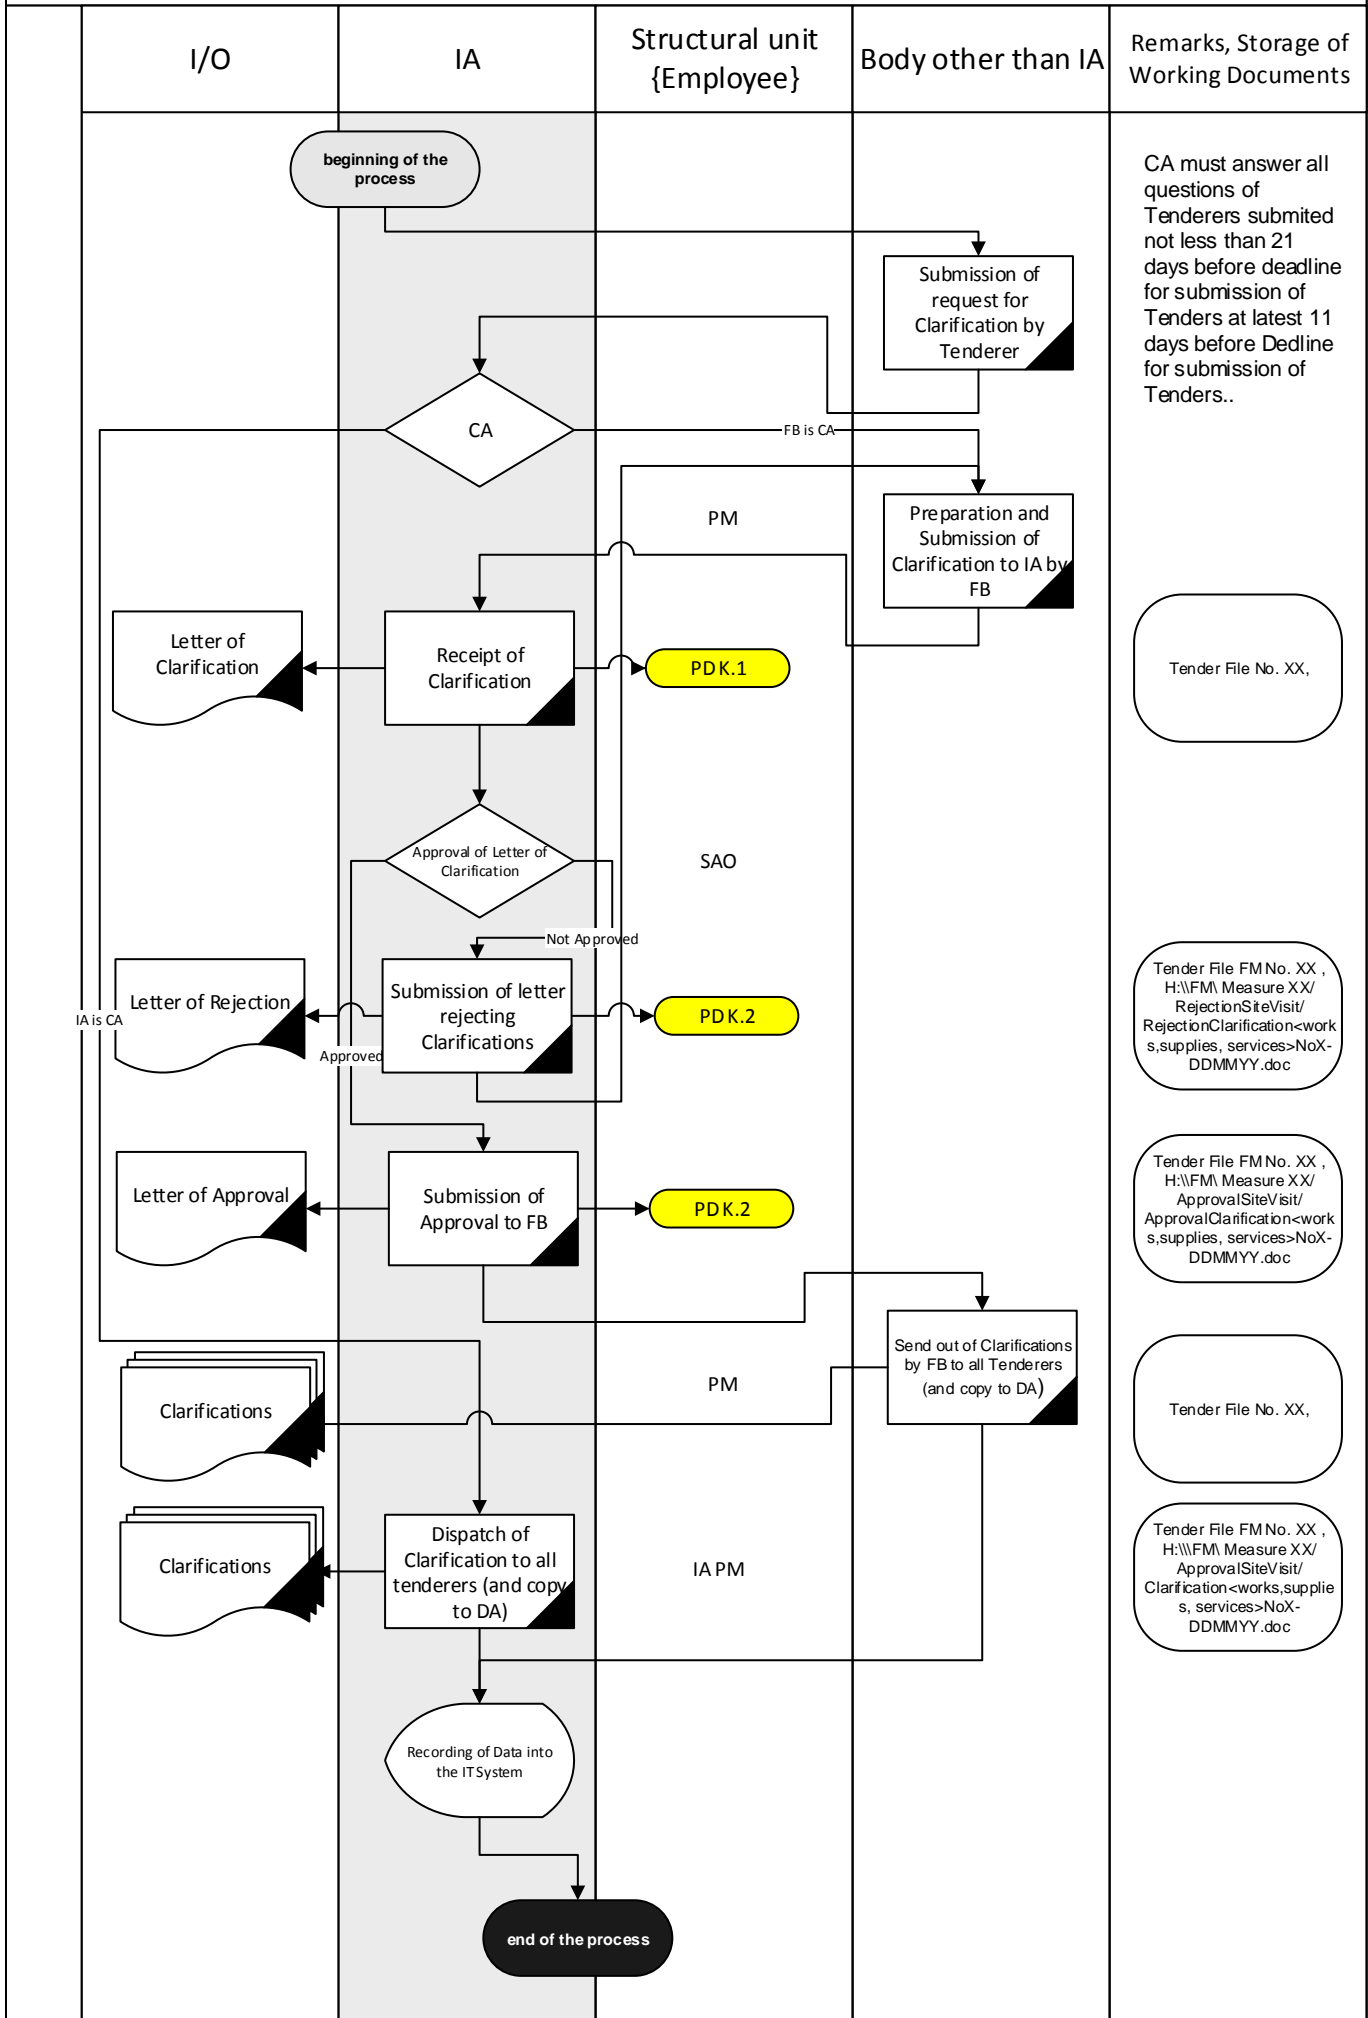 I/O
IA
Structural unit
{Employee}
Body other than IA
Remarks, Storage of
Working Documents
beginning of the
process
CA must answer all
questions of
Tenderers submited
not less than 21
days before deadline
for submission of
Tenders at latest 11
days before Dedline
for submission of
Tenders..
Submission of
request for
Clarification by
Tenderer
CA
FB is CA
PM
Preparation and
Submission of
Clarification to IA by
FB
Letter of
Clarification
Receipt of
Clarification
PDK.1
Tender File No. XX,
Approval of Letter of
Clarification
SAO
Not Approved
Letter of Rejection
Submission of letter
rejecting
Clarifications
PDK.2
Tender File FM No. XX ,
H:\\FM\ Measure XX/
RejectionSiteVisit/
RejectionClarification<work
s,supplies, services>NoX-
DDMMYY.doc
IA is CA
Approved
Letter of Approval
Submission of
Approval to FB
PDK.2
Tender File FM No. XX ,
H:\\FM\ Measure XX/
ApprovalSiteVisit/
ApprovalClarification<work
s,supplies, services>NoX-
DDMMYY.doc
Send out of Clarifications
by FB to all Tenderers
(and copy to DA)
Clarifications
PM
Tender File No. XX,
Clarifications
Dispatch of
Clarification to all
tenderers (and copy
to DA)
IA PM
Tender File FM No. XX ,
H:\\\FM\ Measure XX/
ApprovalSiteVisit/
Clarification<works,supplie
s, services>NoX-
DDMMYY.doc
Recording of Data into
the IT System
end of the process